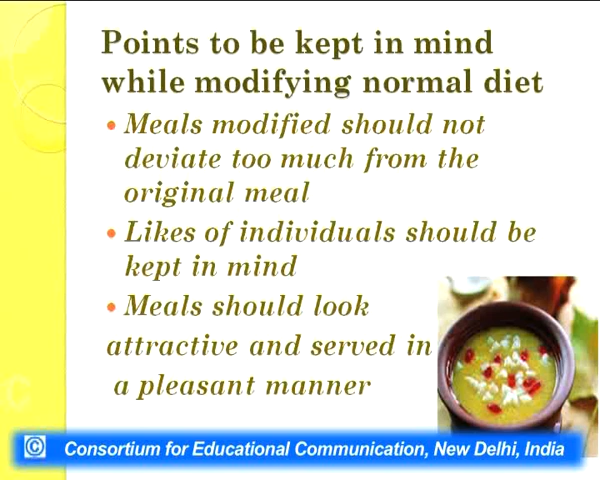 Points to be kept in mind
while modifying normal diet
• Meals modified should not
deviate too much from the
original meal
• Likes of individuals should be
kept in mind
• Meals should look
attractive and served in
a pleasant manner
© Consortium for Educational Communication, New Delhi, India